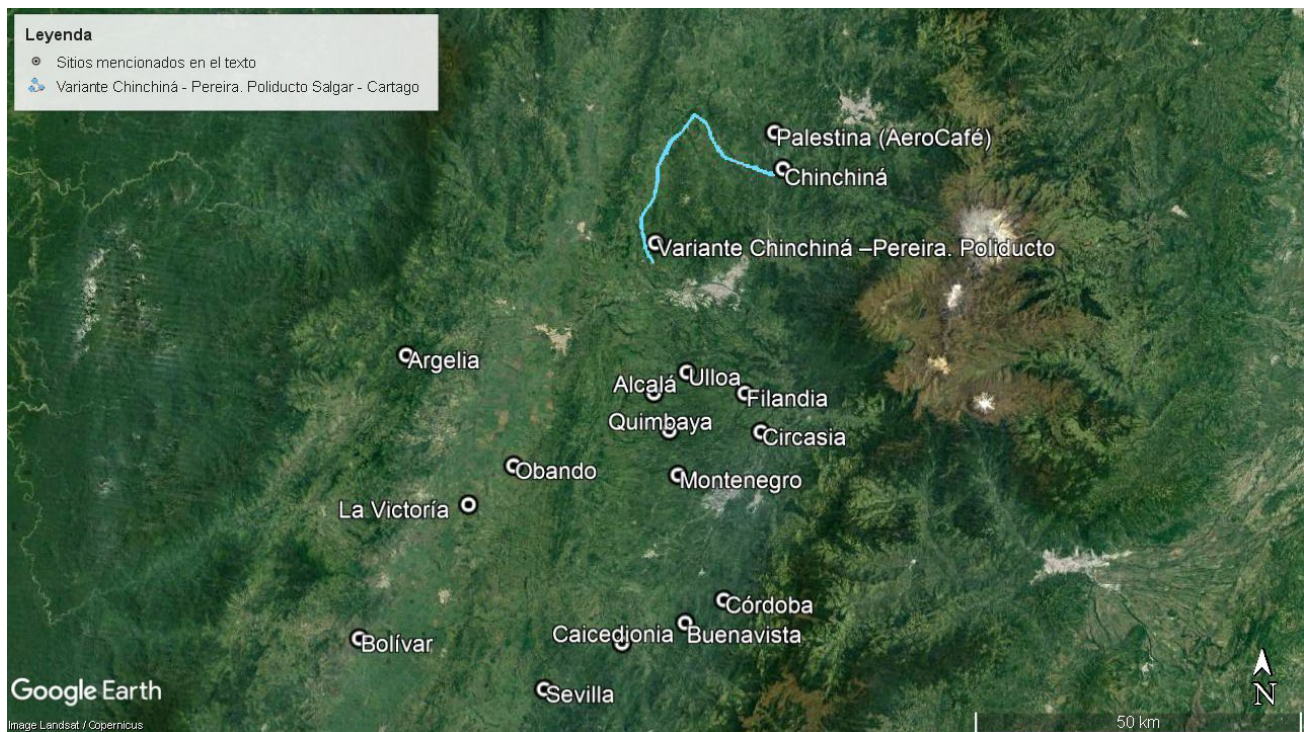 Leyenda
Sitios mencionados en el texto
Variante Chinchiná - Pereira. Poliducto Salgar - Cartago
Palestina (AeroCafé)
Chinchiná
Variante Chinchiná –Pereira. Poliducto
Argelia
Ulloa
Alcalá
Filandia
Quimbaya
Circasia
Obando
Montenegro
La Victoría
Córdoba
Caicedionia
Buenavista
Bolívar
Sevilla
Google Earth
N
Image Landsat / Copernicus
50 km